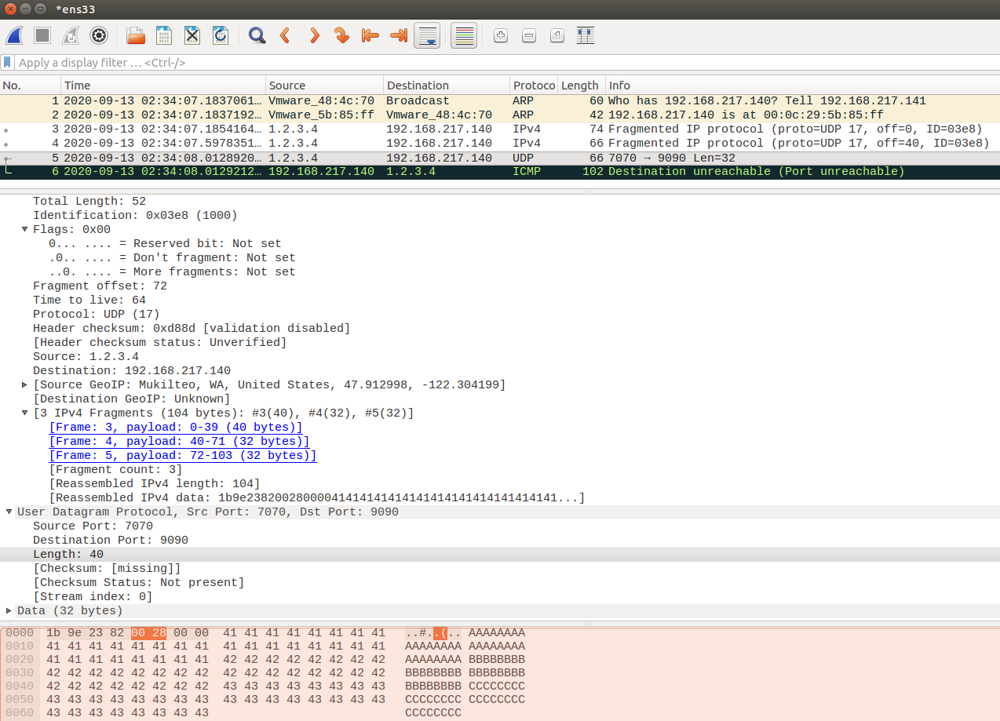 *ens33
Apply a display filter … <Ctrl-/>
No. Time Source Destination Protoco Length Info
1 2020-09-13 02:34:07.1837061… Vmware_48:4c:70 Broadcast ARP 60 Who has 192.168.217.140? Tell 192.168.217.141
2 2020-09-13 02:34:07.1837192… Vmware_5b:85:ff Vmware_48:4c:70 ARP 42 192.168.217.140 is at 00:0c:29:5b:85:ff
3 2020-09-13 02:34:07.1854164… 1.2.3.4 192.168.217.140 IPv4 74 Fragmented IP protocol (proto=UDP 17, off=0, ID=03e8)
4 2020-09-13 02:34:07.5978351… 1.2.3.4 192.168.217.140 IPv4 66 Fragmented IP protocol (proto=UDP 17, off=40, ID=03e8)
5 2020-09-13 02:34:08.0128920… 1.2.3.4 192.168.217.140 UDP 66 7070 → 9090 Len=32
6 2020-09-13 02:34:08.0129212… 192.168.217.140 1.2.3.4 ICMP 102 Destination unreachable (Port unreachable)
Total Length: 52
Identification: 0x03e8 (1000)
Flags: 0x00
0... .... = Reserved bit: Not set
.0.. .... = Don't fragment: Not set
..0. .... = More fragments: Not set
Fragment offset: 72
Time to live: 64
Protocol: UDP (17)
Header checksum: 0xd88d [validation disabled]
[Header checksum status: Unverified]
Source: 1.2.3.4
Destination: 192.168.217.140
[Source GeoIP: Mukilteo, WA, United States, 47.912998, -122.304199]
[Destination GeoIP: Unknown]
[3 IPv4 Fragments (104 bytes): #3(40), #4(32), #5(32)]
[Frame: 3, payload: 0-39 (40 bytes)]
[Frame: 4, payload: 40-71 (32 bytes)]
[Frame: 5, payload: 72-103 (32 bytes)]
[Fragment count: 3]
[Reassembled IPv4 length: 104]
[Reassembled IPv4 data: 1b9e238200280000414141414141414141414141414141...]
User Datagram Protocol, Src Port: 7070, Dst Port: 9090
Source Port: 7070
Destination Port: 9090
Length: 40
[Checksum: [missing]]
[Checksum Status: Not present]
[Stream index: 0]
Data (32 bytes)
0000 1b 9e 23 82 00 28 00 00 41 41 41 41 41 41 41 41 ..#..(.. AAAAAAAA
0010 41 41 41 41 41 41 41 41 41 41 41 41 41 41 41 41 AAAAAAAA AAAAAAAA
0020 41 41 41 41 41 41 41 41 42 42 42 42 42 42 42 42 AAAAAAAA BBBBBBBB
0030 42 42 42 42 42 42 42 42 42 42 42 42 42 42 42 42 BBBBBBBB BBBBBBBB
0040 42 42 42 42 42 42 42 42 43 43 43 43 43 43 43 43 BBBBBBBB CCCCCCCC
0050 43 43 43 43 43 43 43 43 43 43 43 43 43 43 43 43 CCCCCCCC CCCCCCCC
0060 43 43 43 43 43 43 43 43 CCCCCCCC